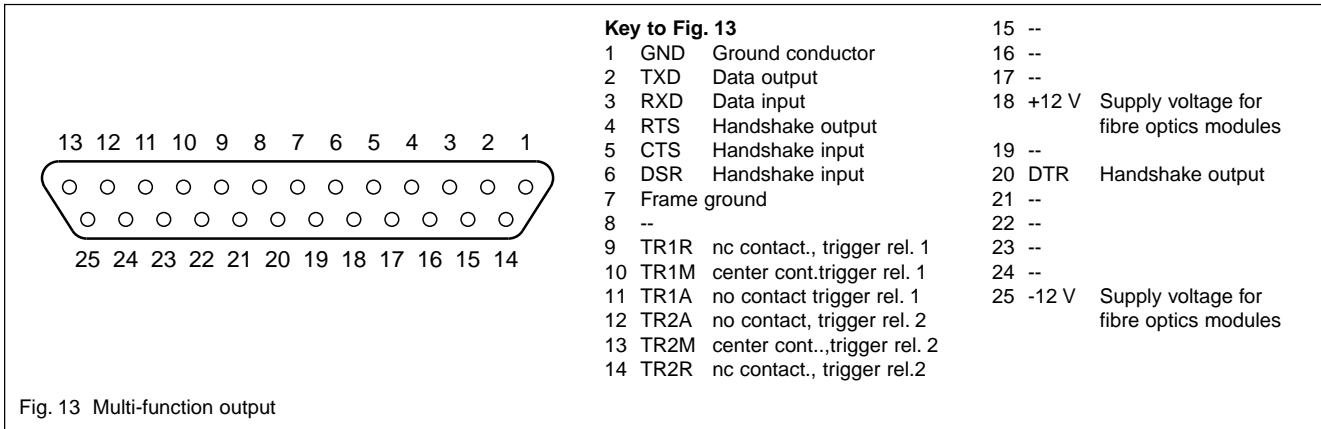 13 12 11 10 9 8 7 6 5 4 3 2 1
25 24 23 22 21 20 19 18 17 16 15 14
Key to Fig. 13
1 GND Ground conductor
2 TXD Data output
3 RXD Data input
4 RTS Handshake output
5 CTS Handshake input
6 DSR Handshake input
7 Frame ground
8 --
9 TR1R nc contact., trigger rel. 1
10 TR1M center cont.trigger rel. 1
11 TR1A no contact trigger rel. 1
12 TR2A no contact, trigger rel. 2
13 TR2M center cont..,trigger rel. 2
14 TR2R nc contact., trigger rel.2
15 --
16 --
17 --
18 +12 V Supply voltage for
fibre optics modules
19 --
20 DTR Handshake output
21 --
22 --
23 --
24 --
25 -12 V Supply voltage for
fibre optics modules
Fig. 13 Multi-function output